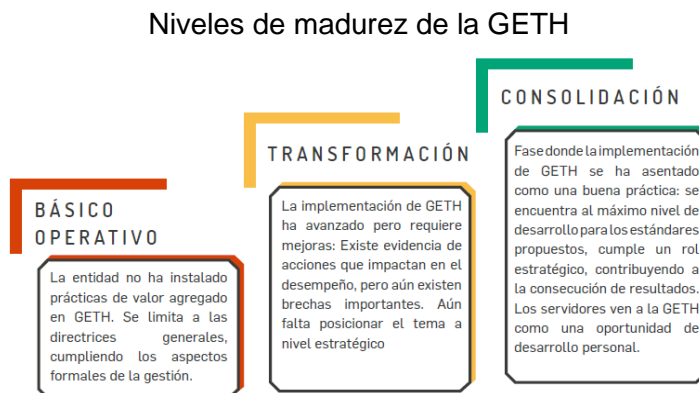 Niveles de madurez de la GETH
BÁSICO
OPERATIVO
La entidad no ha instalado
prácticas de valor agregado
en GETH. Se limita a las
directrices generales,
cumpliendo los aspectos
formales de la gestión.
TRANSFORMACIÓN
La implementación de GETH
ha avanzado pero requiere
mejoras: Existe evidencia de
acciones que impactan en el
desempeño, pero aún existen
brechas importantes. Aún
falta posicionar el tema a
nivel estratégico
CONSOLIDACIÓN
Fase donde la implementación
de GETH se ha asentado
como una buena práctica: se
encuentra al máximo nivel de
desarrollo para los estándares
propuestos, cumple un rol
estratégico, contribuyendo a
la consecución de resultados.
Los servidores ven a la GETH
como una oportunidad de
desarrollo personal.